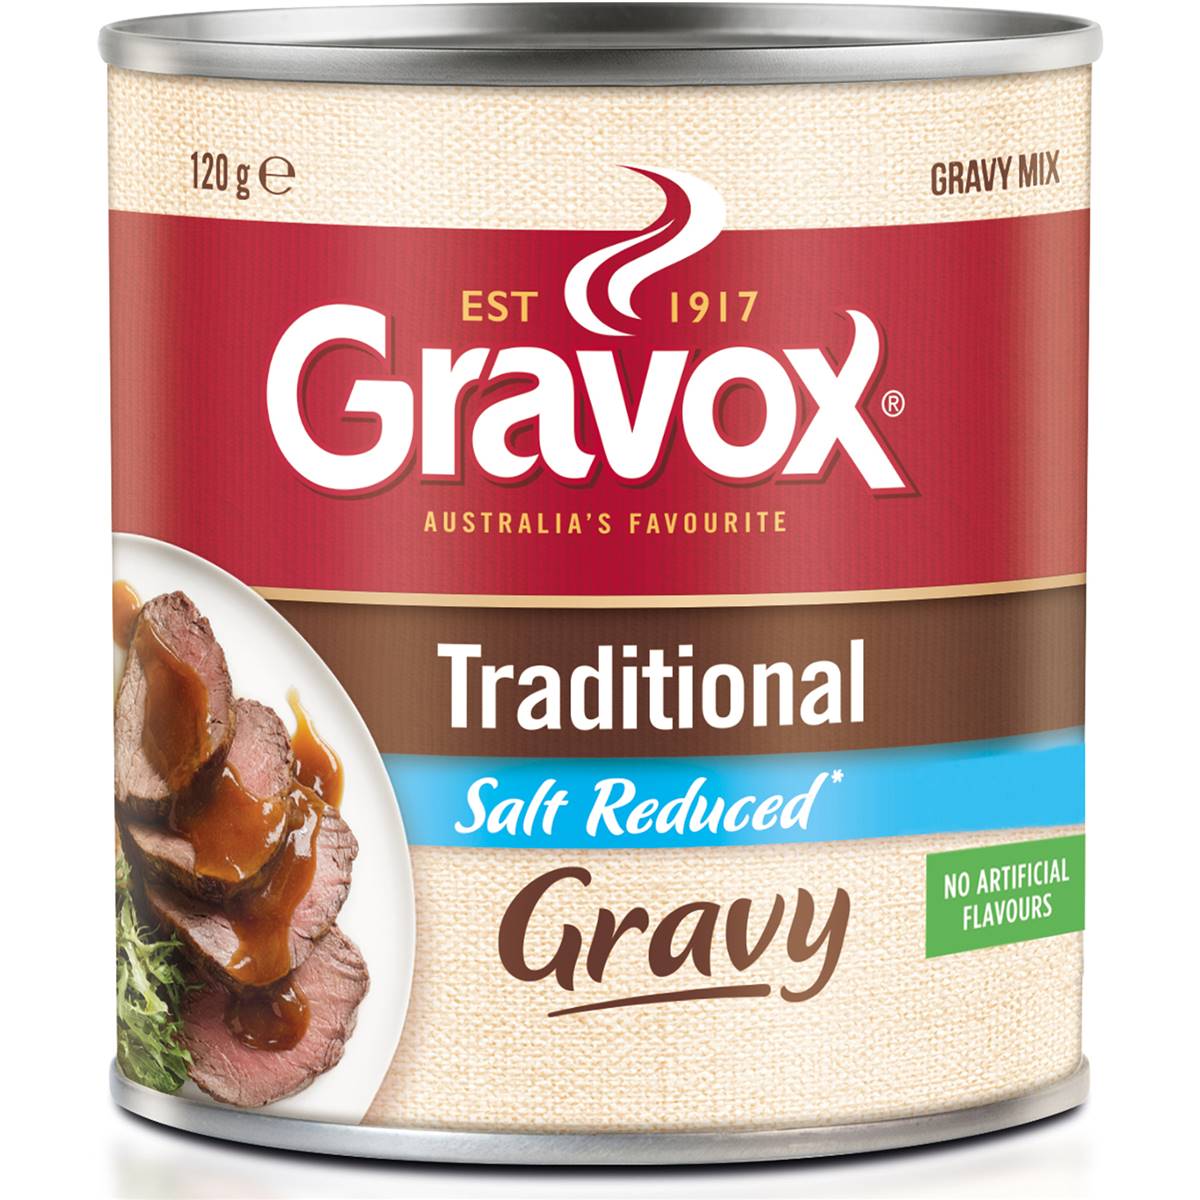 120 g ℮
GRAVY MIX
EST 1917
Gravox®
AUSTRALIA'S FAVOURITE
Traditional
Salt Reduced*
Gravy
NO ARTIFICIAL
FLAVOURS